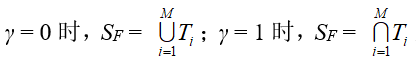 γ = 0 时，S_F = ⋃_{i=1}^{M} T_i；γ = 1 时，S_F = ⋂_{i=1}^{M} T_i